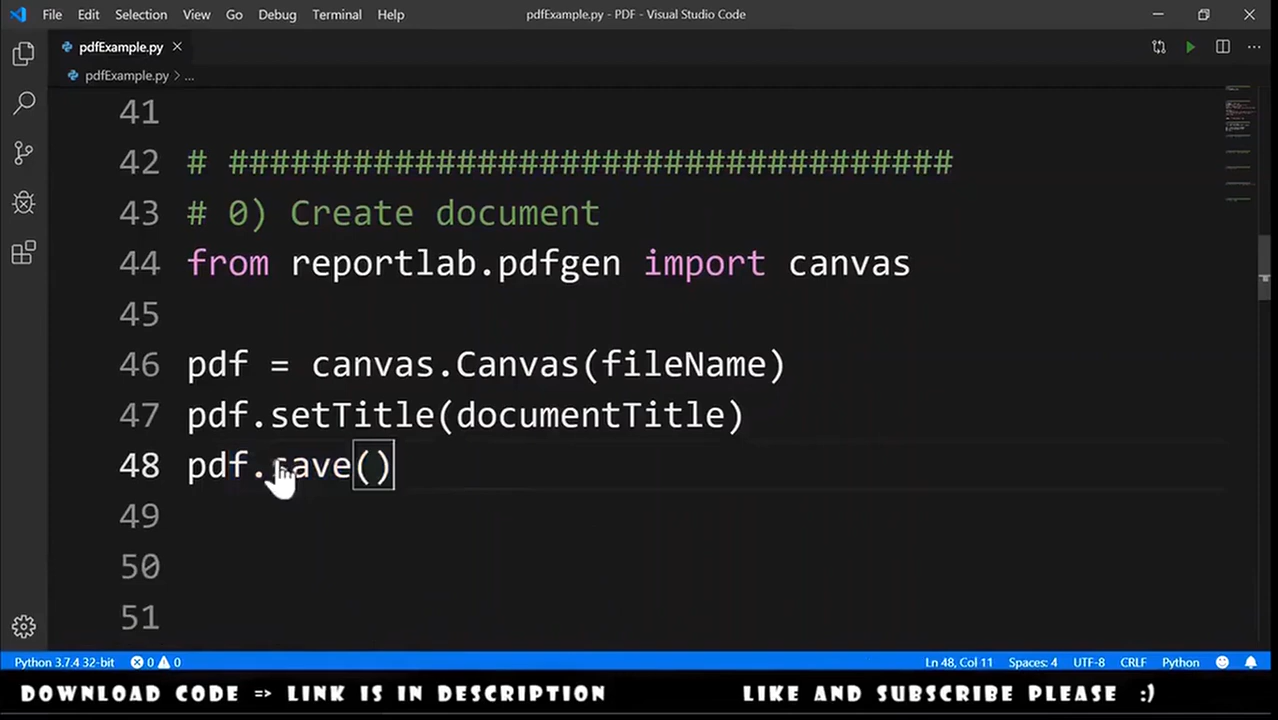 File Edit Selection View Go Debug Terminal Help pdfExample.py - PDF - Visual Studio Code
pdfExample.py
pdfExample.py > ...
41
42 # ###################################
43 # 0) Create document
44 from reportlab.pdfgen import canvas
45
46 pdf = canvas.Canvas(fileName)
47 pdf.setTitle(documentTitle)
48 pdf.save()
49
50
51
Python 3.7.4 32-bit 0 0 Ln 48, Col 11 Spaces: 4 UTF-8 CRLF Python
DOWNLOAD CODE => LINK IS IN DESCRIPTION LIKE AND SUBSCRIBE PLEASE :)